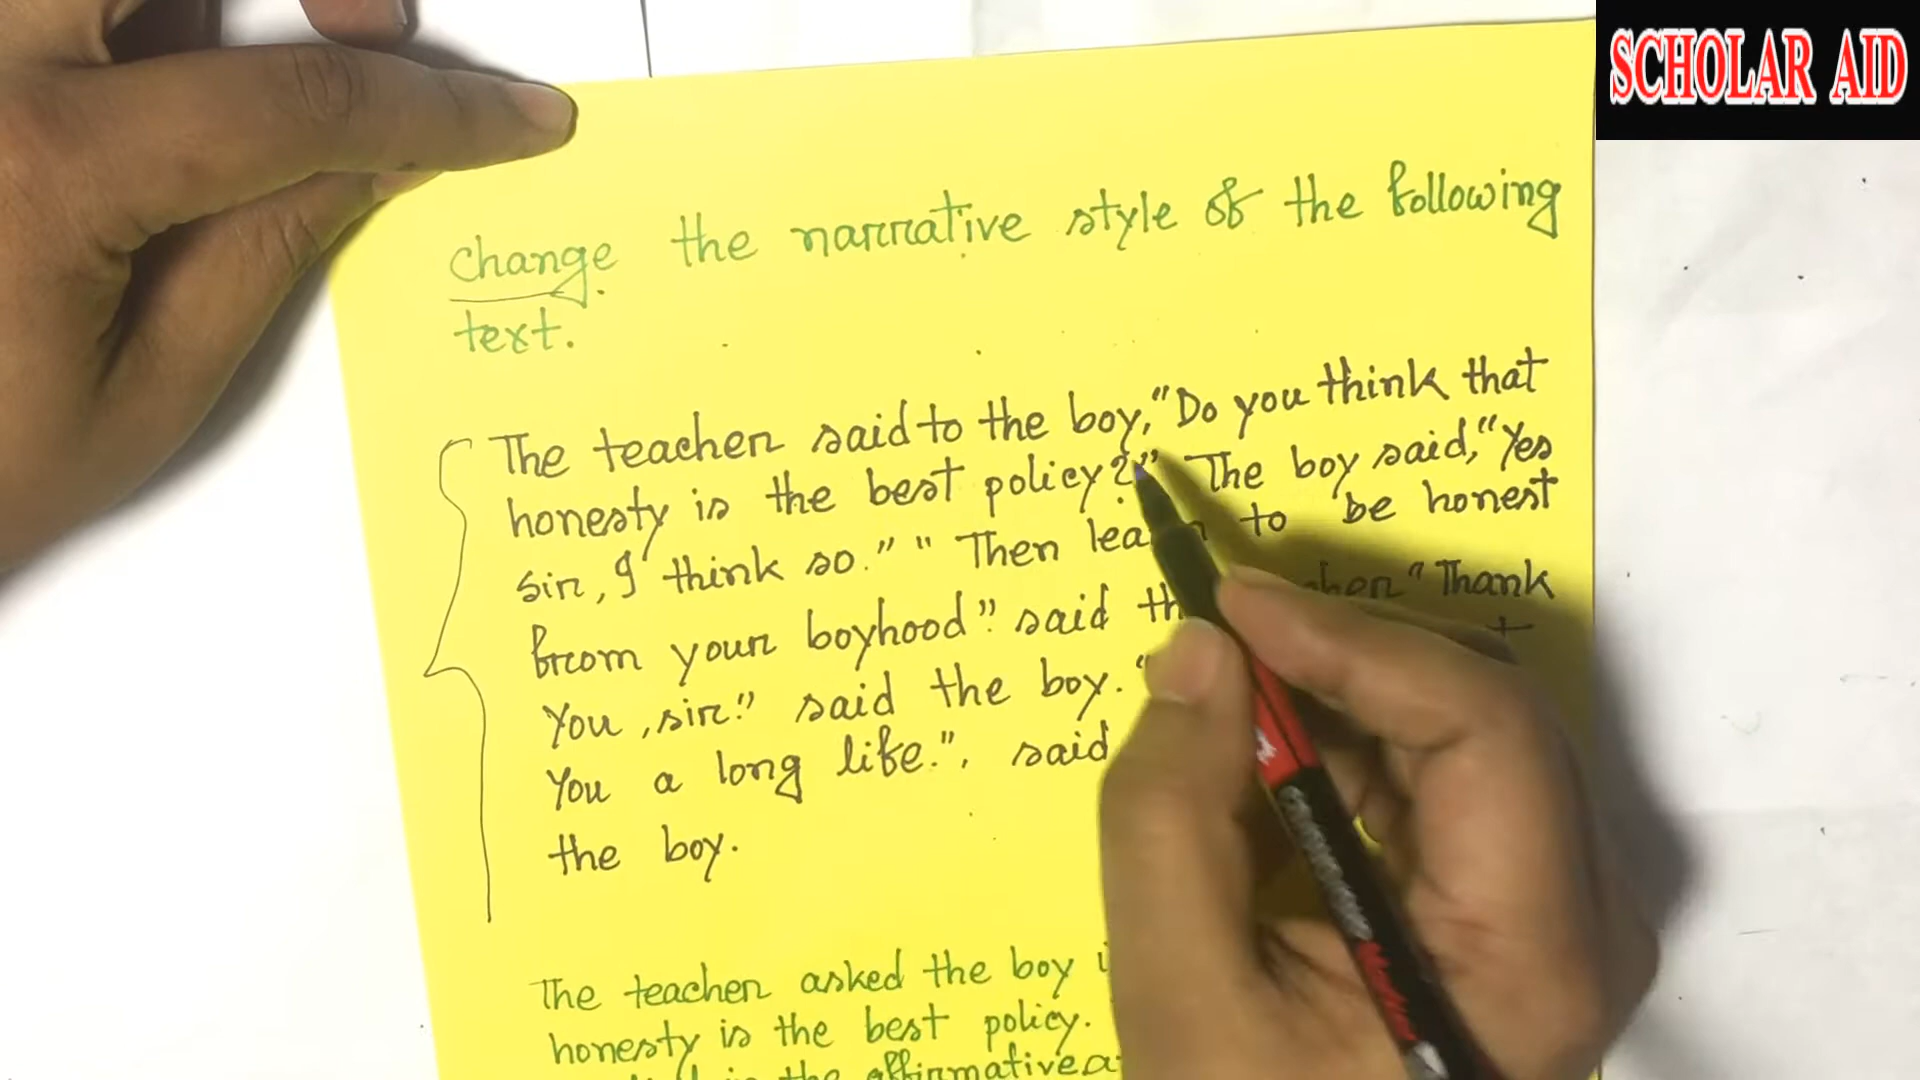 SCHOLAR AID
Change the narrative style of the following
text.
The teacher said to the boy, "Do you think that
honesty is the best policy?" The boy said, "Yes
sir, I think so." "Then to be honest
from your boyhood" said "Thank
you, sir." said the boy. "
you a long life.", said
the boy.
The teacher asked the boy
honesty is the best policy.
in the affirmative